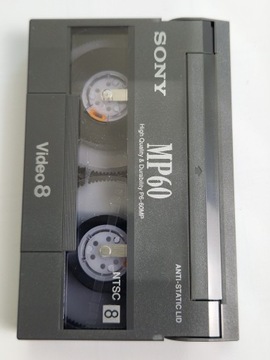 SONY
MP60
High Quality & Durability P6-60MP
ANTI-STATIC LID
Video 8
NTSC 8